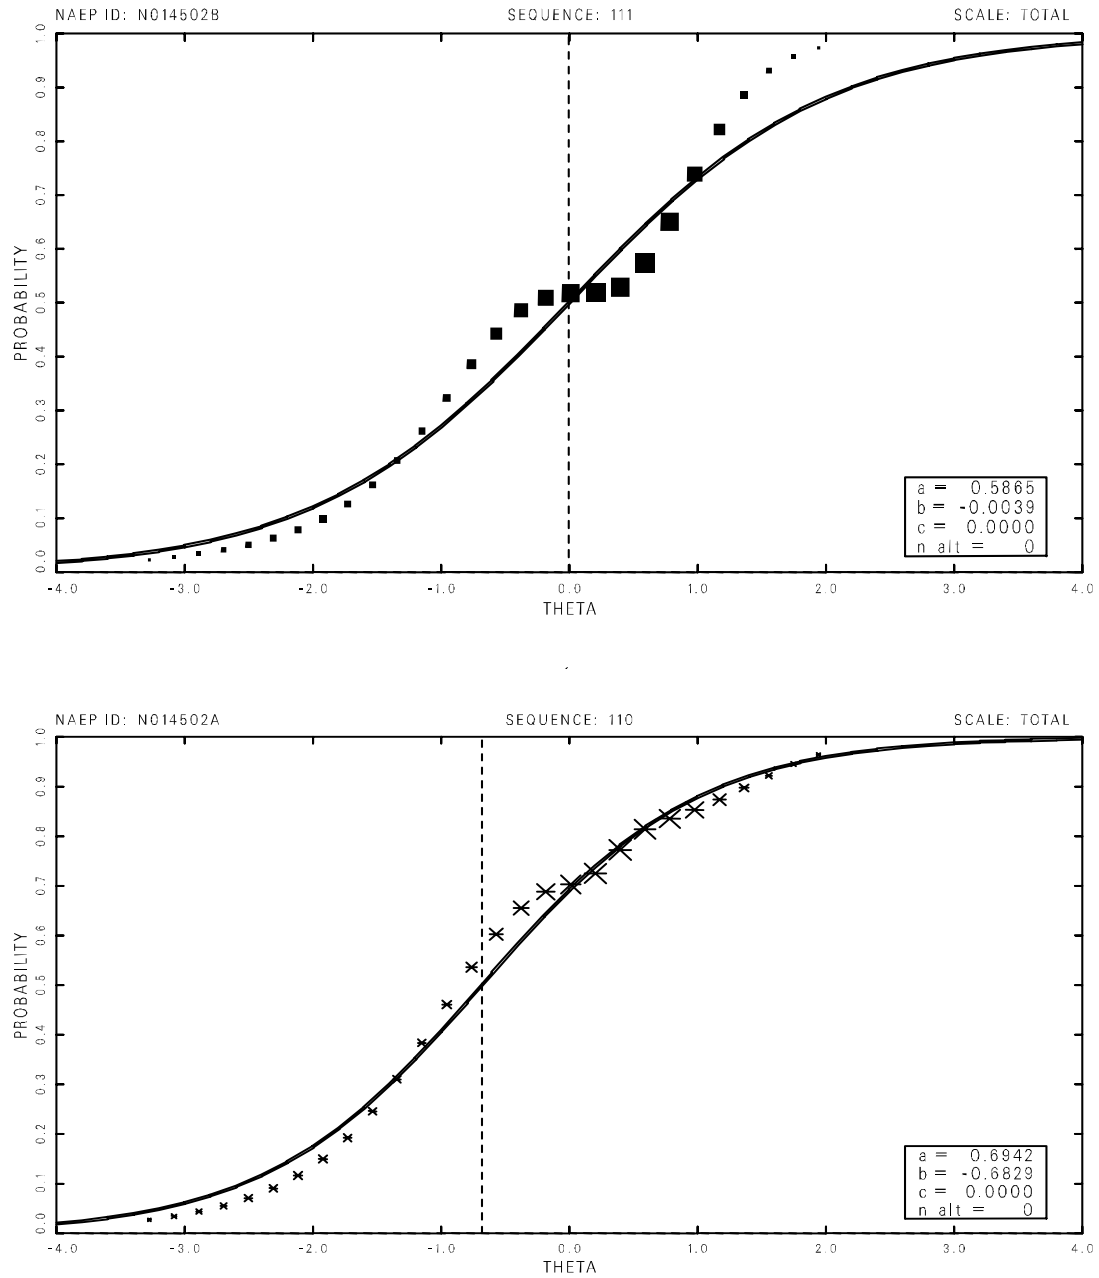 NAEP ID: N014502B SEQUENCE: 111 SCALE: TOTAL
1.0
0.9
0.8
0.7
0.6
0.5
0.4
0.3
0.2
0.1
0.0
PROBABILITY
a = 0.5865
b = -0.0039
c = 0.0000
n alt = 0
-4.0 -3.0 -2.0 -1.0 0.0 1.0 2.0 3.0 4.0
THETA
NAEP ID: N014502A SEQUENCE: 110 SCALE: TOTAL
1.0
0.9
0.8
0.7
0.6
0.5
0.4
0.3
0.2
0.1
0.0
PROBABILITY
a = 0.6942
b = -0.6829
c = 0.0000
n alt = 0
-4.0 -3.0 -2.0 -1.0 0.0 1.0 2.0 3.0 4.0
THETA